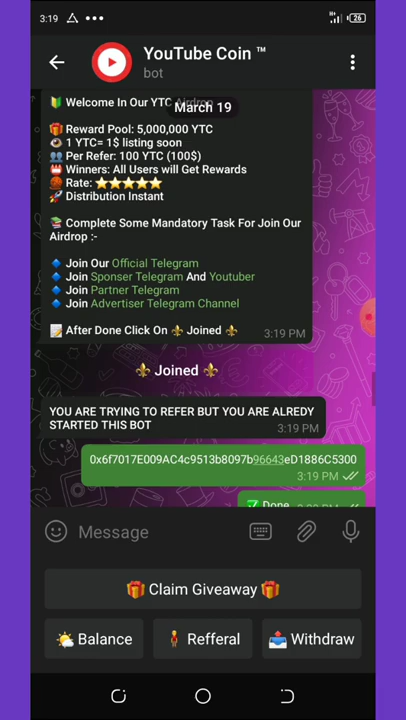 3:19
26
YouTube Coin ™
bot
Welcome In Our YTC
March 19
Reward Pool: 5,000,000 YTC
1 YTC= 1$ listing soon
Per Refer: 100 YTC (100$)
Winners: All Users will Get Rewards
Rate: ⭐⭐⭐⭐⭐
Distribution Instant
Complete Some Mandatory Task For Join Our
Airdrop :-
Join Our Official Telegram
Join Sponser Telegram And Youtube
Join Partner Telegram
Join Advertiser Telegram Channel
After Done Click On ⚜️ Joined ⚜️
3:19 PM
⚜️ Joined ⚜️
YOU ARE TRYING TO REFER BUT YOU ARE ALREDY
STARTED THIS BOT
3:19 PM
0x6f7017E009AC4c9513b8097b96643eD1886C5300
3:19 PM
Done
Message
🎁 Claim Giveaway 🎁
Balance
Refferal
Withdraw